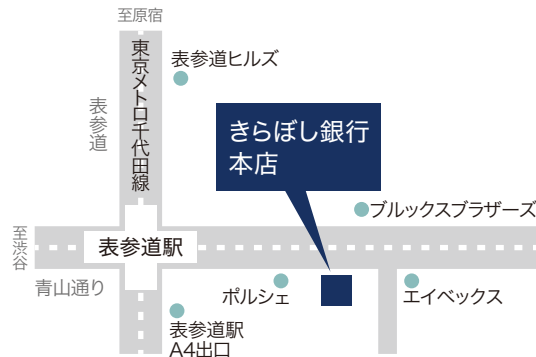 至原宿
東京メトロ千代田線
表参道ヒルズ
表参道
きらぼし銀行
本店
ブルックスブラザーズ
至渋谷
表参道駅
青山通り
ポルシェ
エイベックス
表参道駅
A4出口